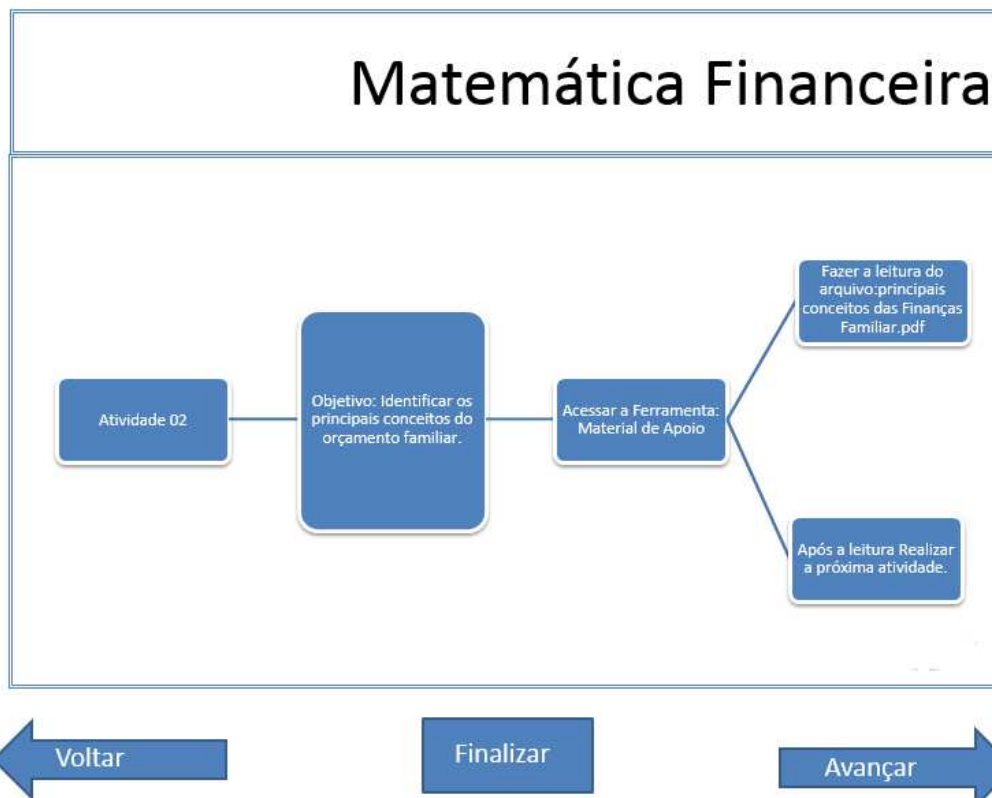 Matemática Financeira
Atividade 02
Objetivo: Identificar os
principais conceitos do
orçamento familiar.
Acessar a Ferramenta:
Material de Apoio
Fazer a leitura do
arquivo:principais
conceitos das Finanças
Familiar.pdf
Após a leitura Realizar
a próxima atividade.
Voltar
Finalizar
Avançar